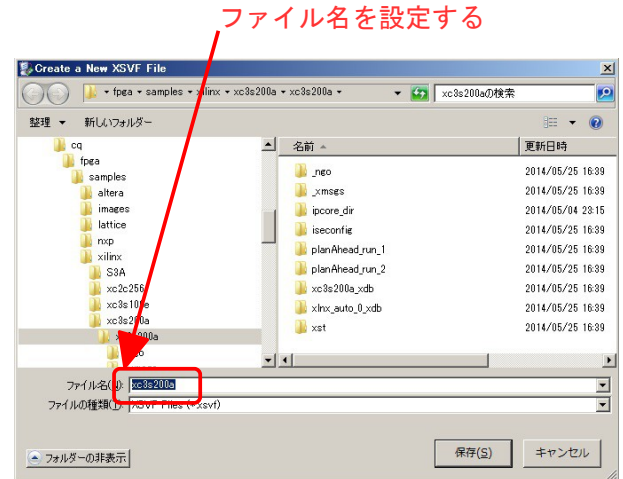 ファイル名を設定する
Create a New XSVF File
fpga samples xilinx xc3s200a xc3s200a xc3s200aの検索
整理 新しいフォルダー
cq
fpga
samples
altera
images
lattice
nxp
xilinx
S3A
xc2c256
xc3s200a
名前 更新日時
_ngo 2014/05/25 16:39
_xmsgs 2014/05/25 16:39
ipcore_dir 2014/05/04 23:15
iseconfig 2014/05/25 16:39
planAhead_run_1 2014/05/25 16:39
planAhead_run_2 2014/05/25 16:39
xc3s200a_xdb 2014/05/25 16:39
xlnx_auto_0_xdb 2014/05/25 16:39
xst 2014/05/25 16:39
ファイル名(N): xc3s200a
ファイルの種類(T): XSVF Files (*.xsvf)
フォルダーの非表示 保存(S) キャンセル